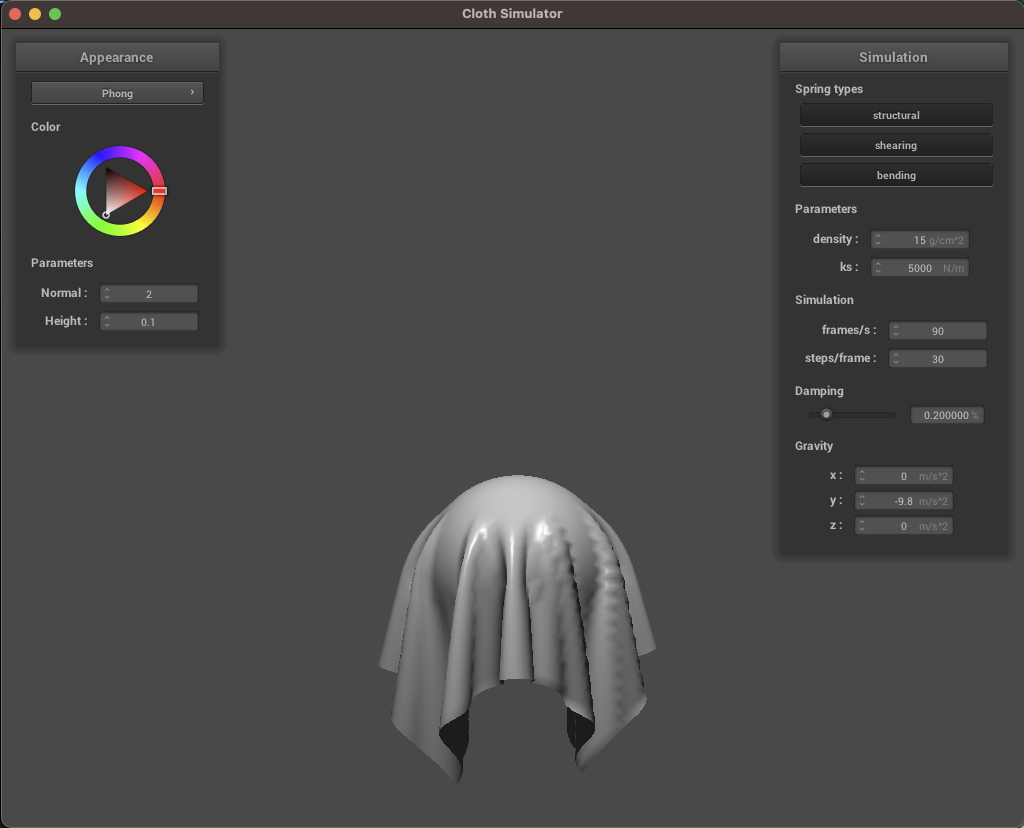 Cloth Simulator
Appearance
Phong
Color
Parameters
Normal : 2
Height : 0.1
Simulation
Spring types
structural
shearing
bending
Parameters
density : 15 g/cm^2
ks : 5000 N/m
Simulation
frames/s : 90
steps/frame : 30
Damping
0.200000 %
Gravity
x : 0 m/s^2
y : -9.8 m/s^2
z : 0 m/s^2